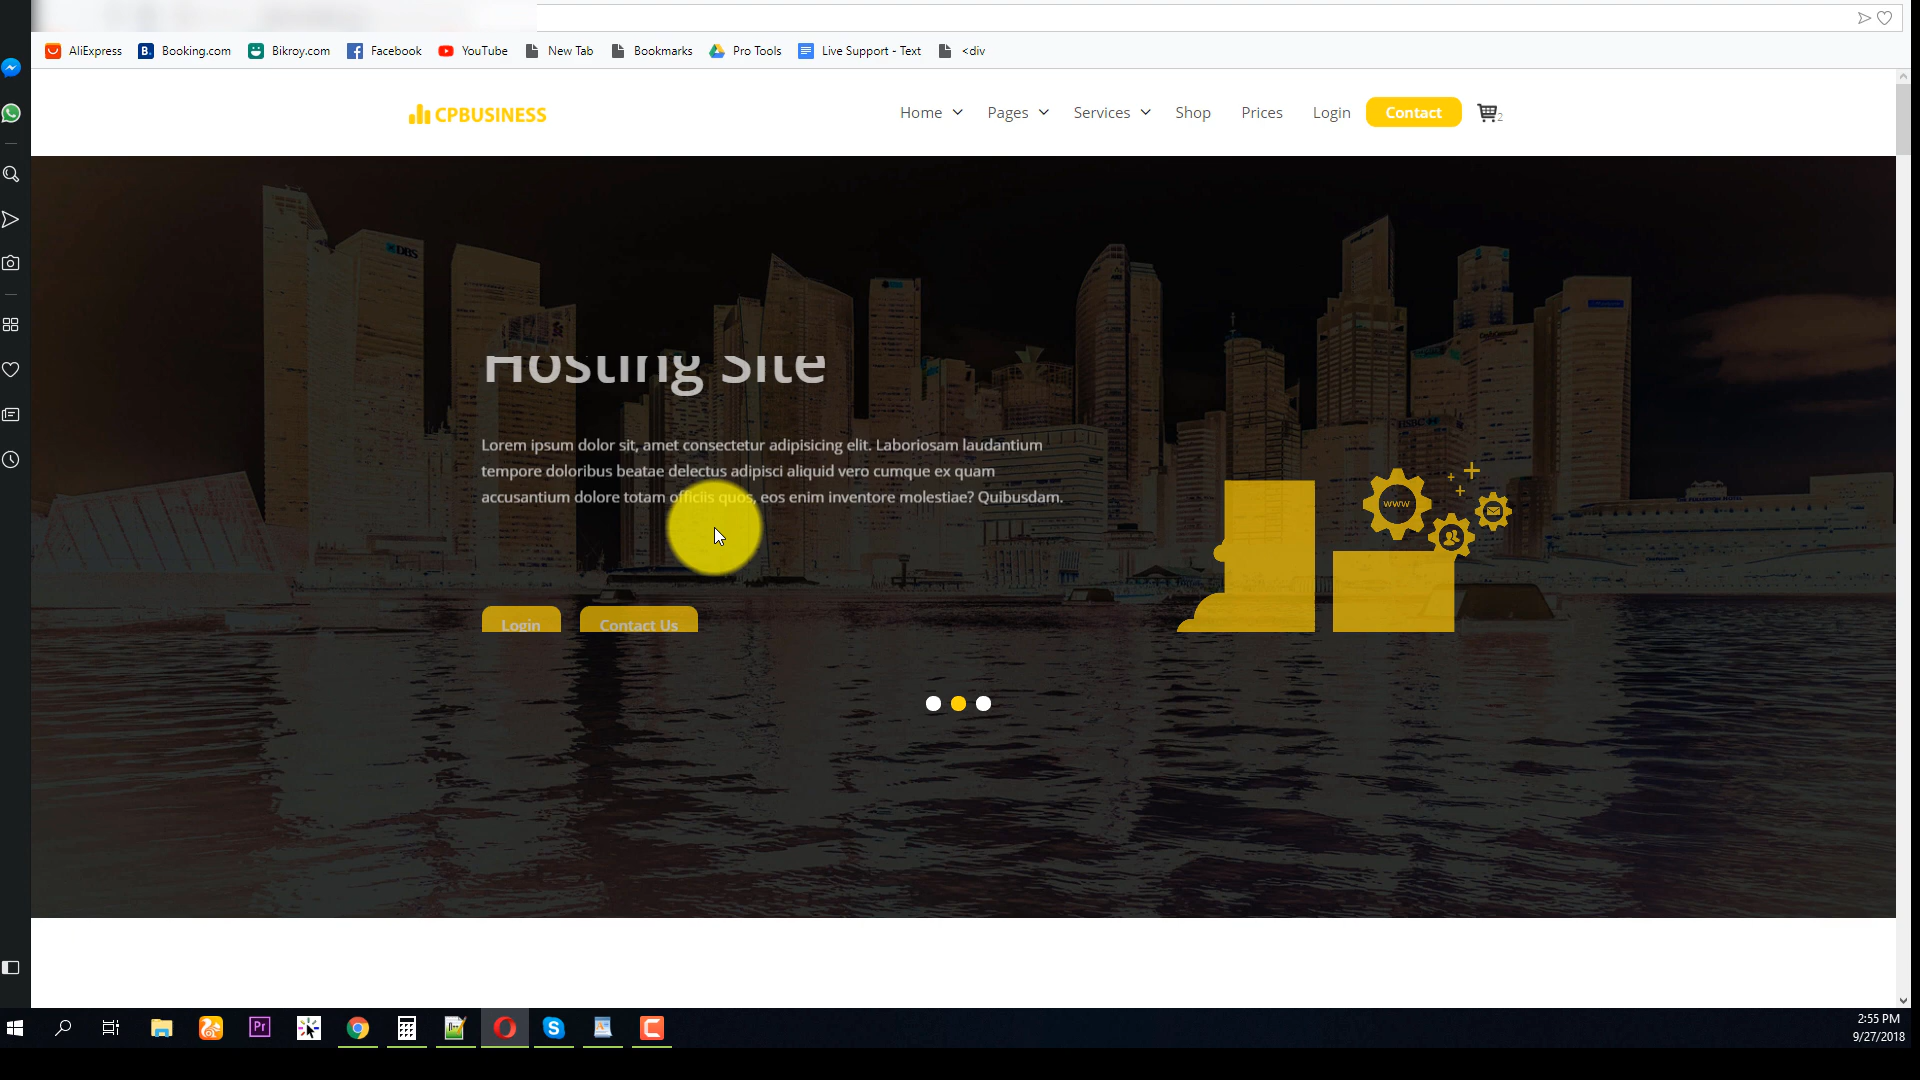 AliExpress
Booking.com
Bikroy.com
Facebook
YouTube
New Tab
Bookmarks
Pro Tools
Live Support - Text
<div
CPBUSINESS
Home
Pages
Services
Shop
Prices
Login
Contact
2
DBS
Hosting Site
Lorem ipsum dolor sit, amet consectetur adipisicing elit. Laboriosam laudantium
tempore doloribus beatae delectus adipisci aliquid vero cumque ex quam
accusantium dolore totam officiis quos, eos enim inventore molestiae? Quibusdam.
www
Login
Contact Us
Pr
2:55 PM
9/27/2018